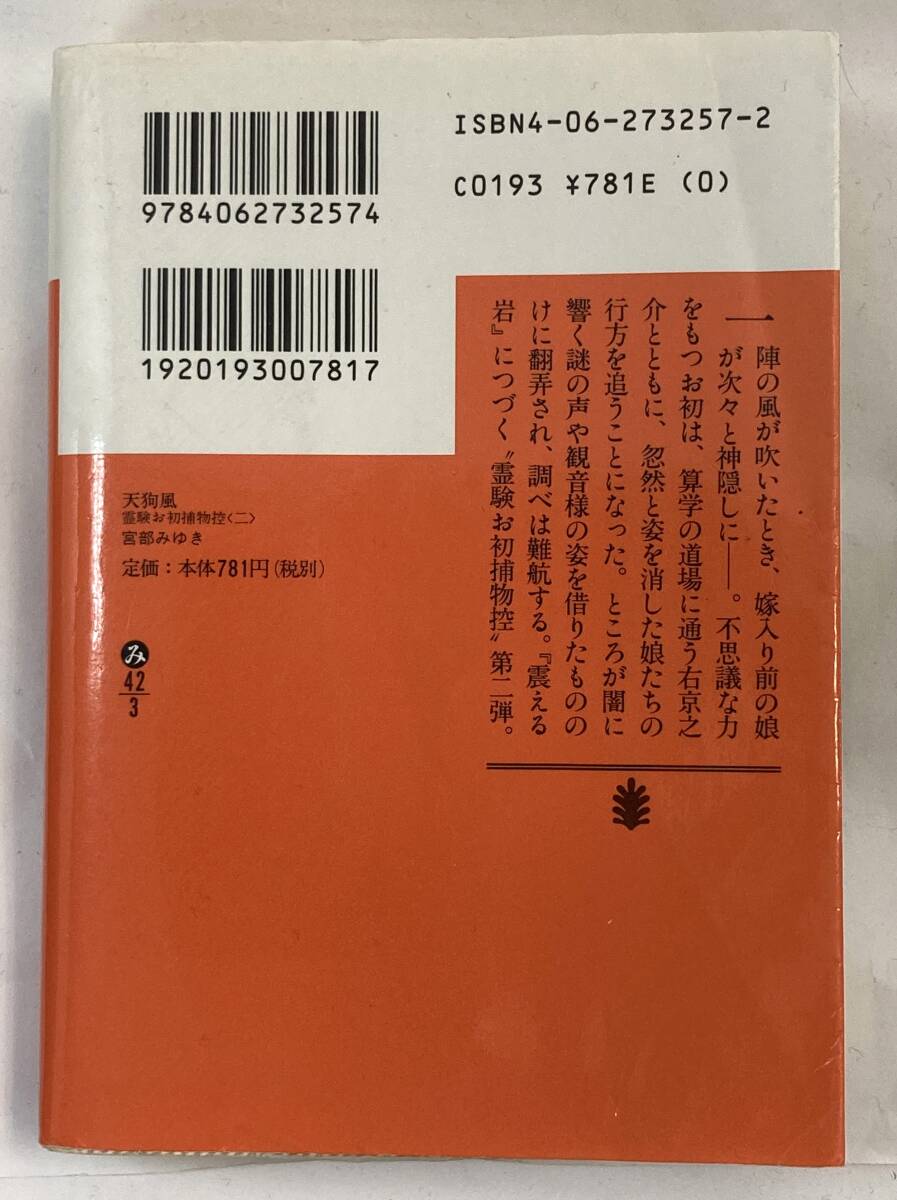 9784062732574
ISBN4-06-273257-2
C0193 ¥781E (0)
1920193007817
一陣の風が吹いたとき、嫁入り前の娘
が次々と神隠しに――。不思議な力
をもつお初は、算学の道場に通う右京之
介とともに、忽然と姿を消した娘たちの
行方を追うことになった。ところが闇に
響く謎の声や観音様の姿を借りたものの
けに翻弄され、調べは難航する。『震える
岩』につづく〝霊験お初捕物控〟第二弾。
天狗風
霊験お初捕物控〈二〉
宮部みゆき
定価：本体781円（税別）
み
42
3